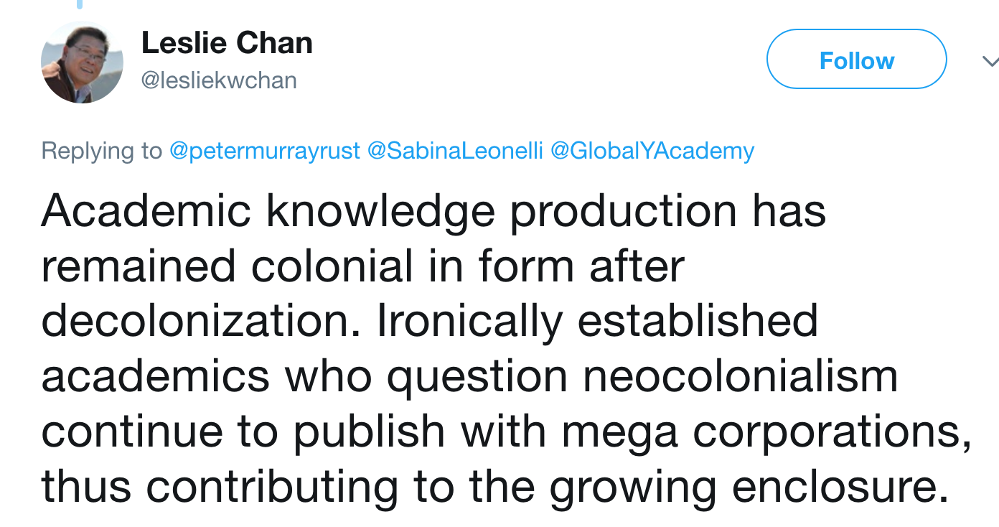 Leslie Chan
@lesliekwchan
Follow
Replying to @petermurrayrust @SabinaLeonelli @GlobalYAcademy
Academic knowledge production has
remained colonial in form after
decolonization. Ironically established
academics who question neocolonialism
continue to publish with mega corporations,
thus contributing to the growing enclosure.